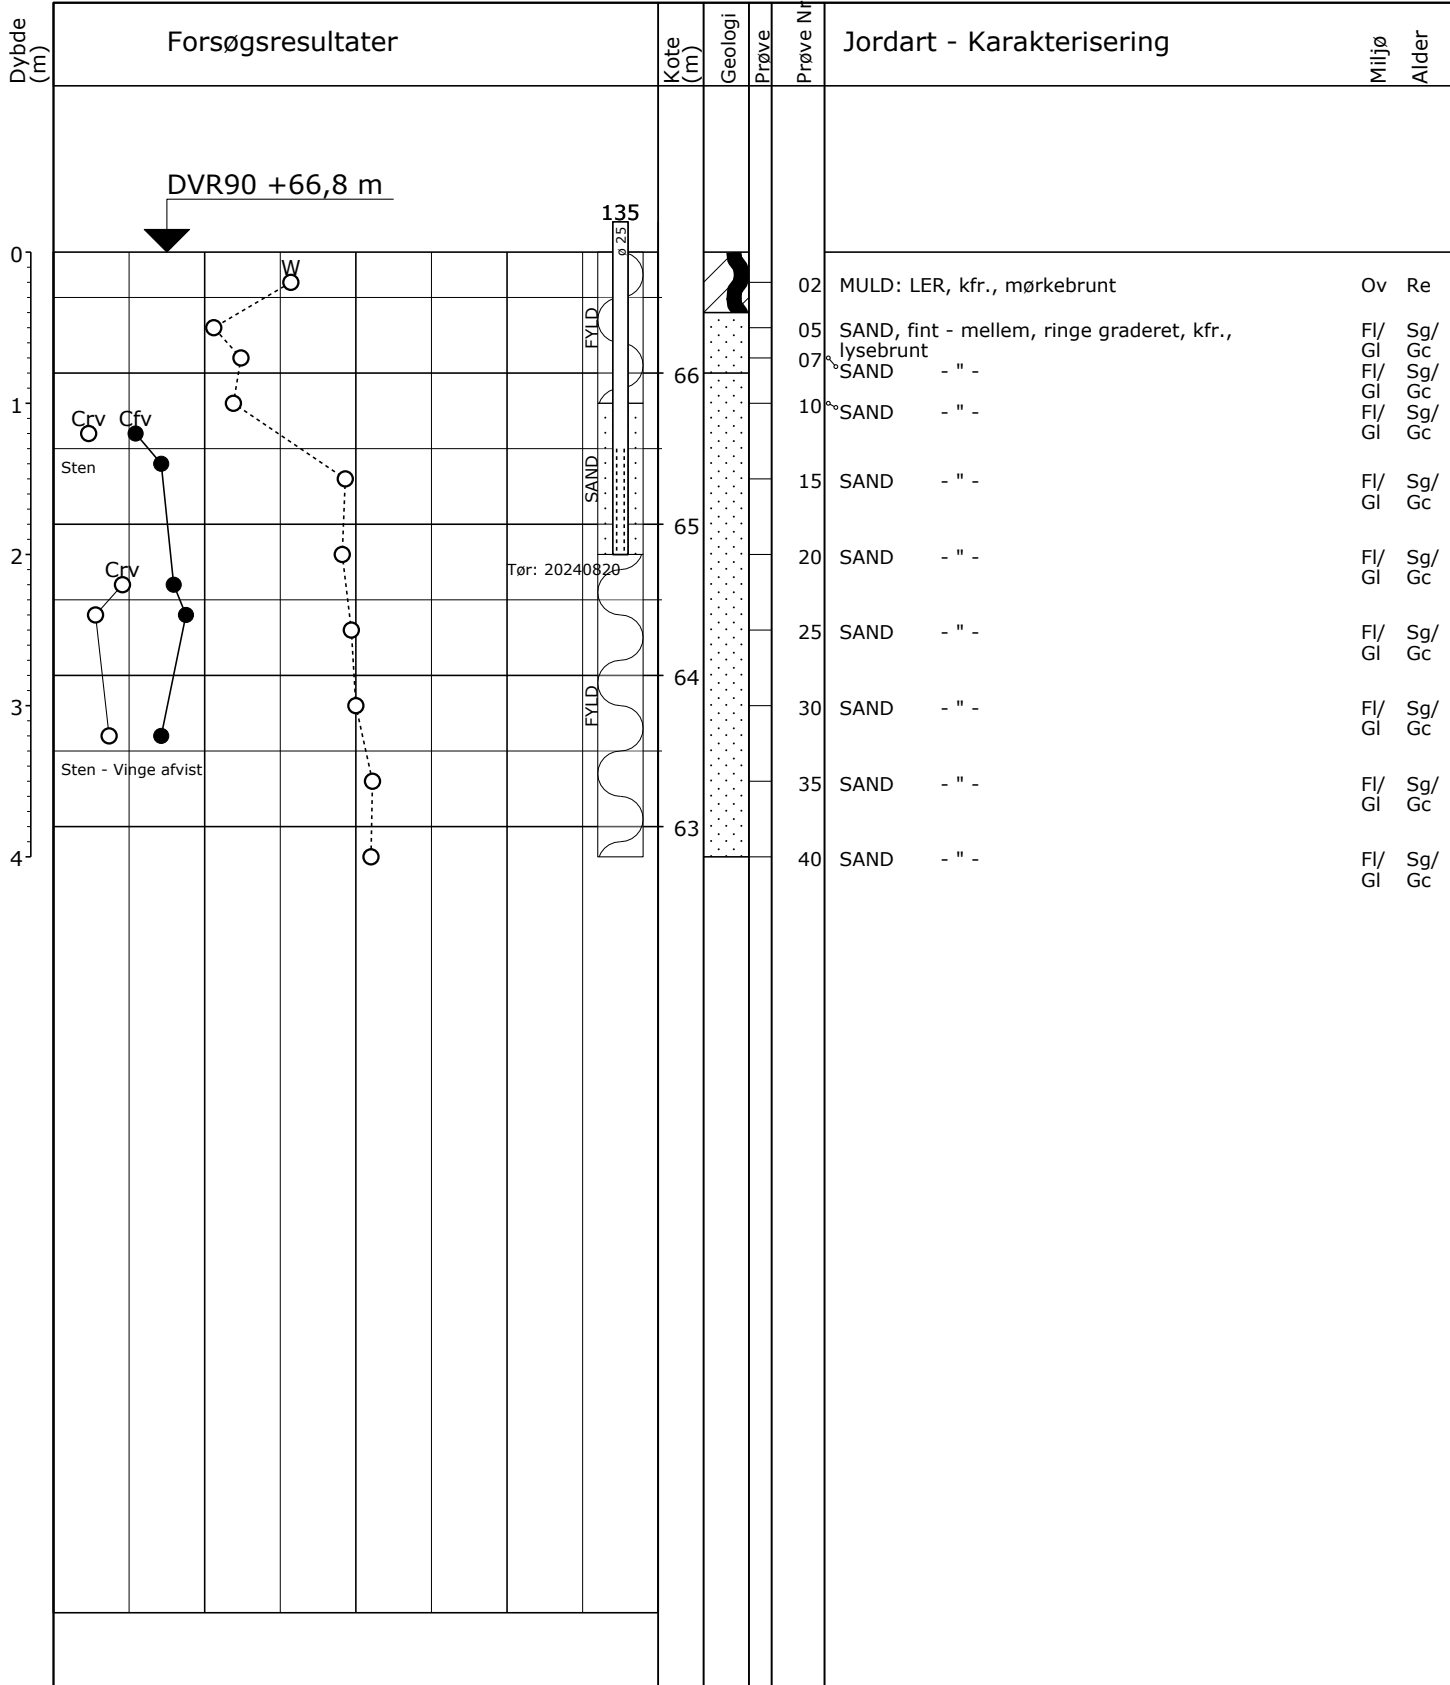 Dybde
(m)
Forsøgsresultater
Kote
(m)
Geologi
Prøve
Prøve Nr
Jordart - Karakterisering
Miljø
Alder
DVR90 +66,8 m
135
ø 25
0
W
02 MULD: LER, kfr., mørkebrunt Ov Re
FYLD
05 SAND, fint - mellem, ringe graderet, kfr., Fl/ Sg/
lysebrunt Gl Gc
66
07 SAND - " - Fl/ Sg/
Gl Gc
1
10 SAND - " - Fl/ Sg/
Gl Gc
Crv Cfv
Sten
SAND
15 SAND - " - Fl/ Sg/
Gl Gc
65
2
20 SAND - " - Fl/ Sg/
Gl Gc
Crv
Tør: 20240820
25 SAND - " - Fl/ Sg/
Gl Gc
64
3
FYLD
30 SAND - " - Fl/ Sg/
Gl Gc
Sten - Vinge afvist
35 SAND - " - Fl/ Sg/
Gl Gc
63
4
40 SAND - " - Fl/ Sg/
Gl Gc